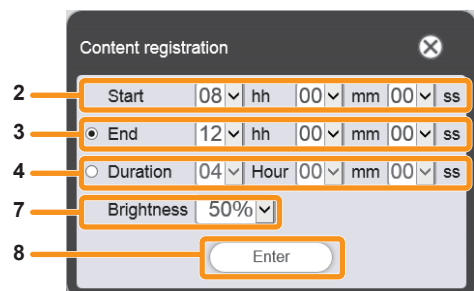 Content registration
2 Start 08 hh 00 mm 00 ss
3 End 12 hh 00 mm 00 ss
4 Duration 04 Hour 00 mm 00 ss
7 Brightness 50%
8 Enter